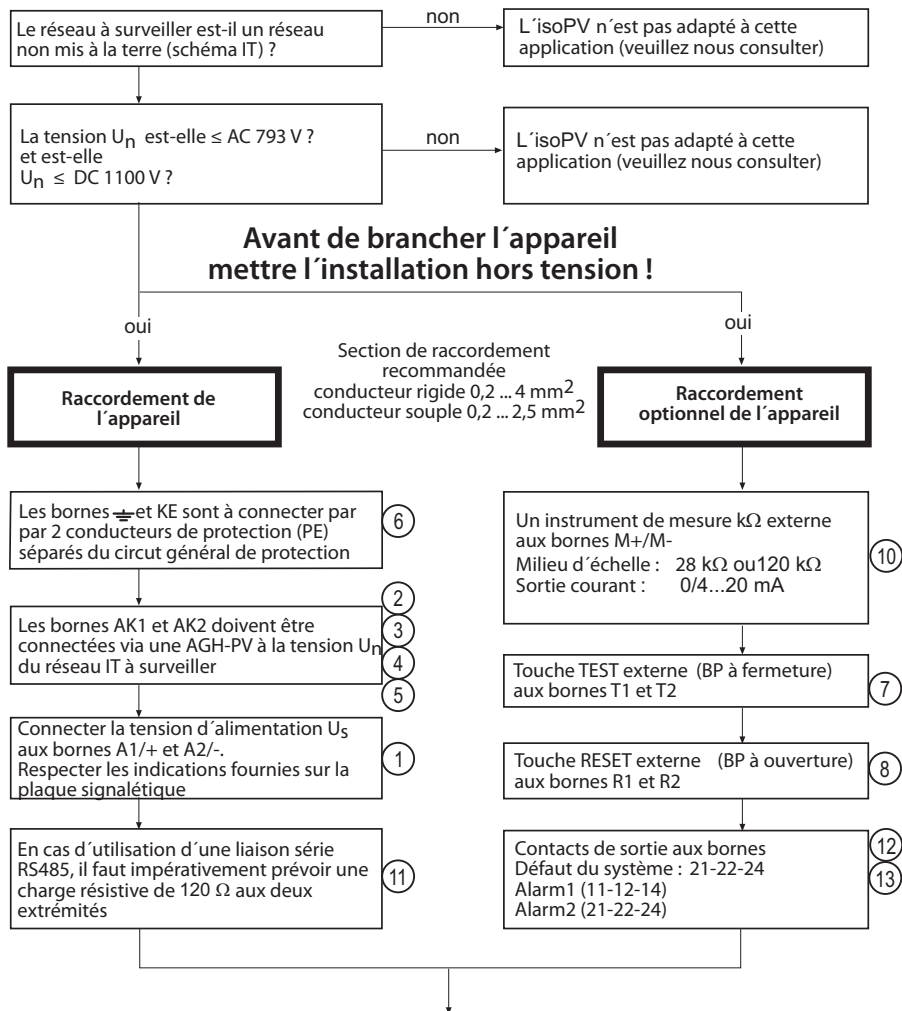 Le réseau à surveiller est-il un réseau
non mis à la terre (schéma IT) ?
non
L´isoPV n´est pas adapté à cette
application (veuillez nous consulter)
La tension Un est-elle ≤ AC 793 V ?
et est-elle
Un ≤ DC 1100 V ?
non
L´isoPV n´est pas adapté à cette
application (veuillez nous consulter)
Avant de brancher l´appareil
mettre l´installation hors tension !
oui
oui
Section de raccordement
recommandée
conducteur rigide 0,2 ... 4 mm²
conducteur souple 0,2 ... 2,5 mm²
Raccordement de
l´appareil
Raccordement
optionnel de l´appareil
Les bornes ⏚ et KE sont à connecter par
par 2 conducteurs de protection (PE)
séparés du circut général de protection
6
Les bornes AK1 et AK2 doivent être
connectées via une AGH-PV à la tension Un
du réseau IT à surveiller
2
3
4
5
Connecter la tension d´alimentation Us
aux bornes A1/+ et A2/-.
Respecter les indications fournies sur la
plaque signalétique
1
En cas d´utilisation d´une liaison série
RS485, il faut impérativement prévoir une
charge résistive de 120 Ω aux deux
extrémités
11
Un instrument de mesure kΩ externe
aux bornes M+/M-
Milieu d´échelle : 28 kΩ ou120 kΩ
Sortie courant : 0/4...20 mA
10
Touche TEST externe (BP à fermeture)
aux bornes T1 et T2
7
Touche RESET externe (BP à ouverture)
aux bornes R1 et R2
8
Contacts de sortie aux bornes
Défaut du système : 21-22-24
Alarm1 (11-12-14)
Alarm2 (21-22-24)
12
13